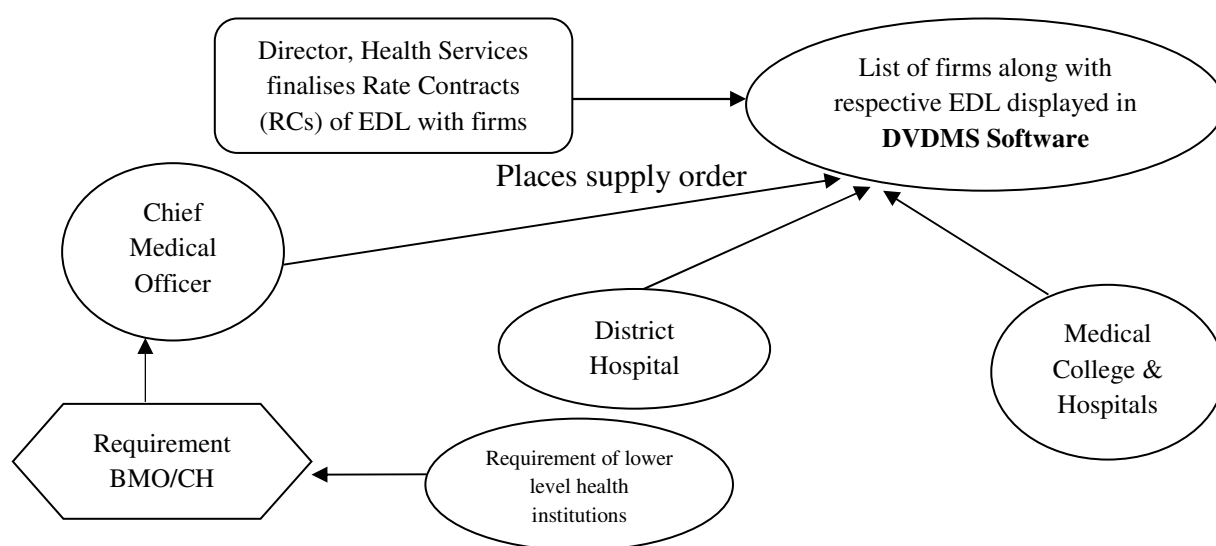 Director, Health Services
finalises Rate Contracts
(RCs) of EDL with firms
List of firms along with
respective EDL displayed in
DVDMS Software
Places supply order
Chief
Medical
Officer
District
Hospital
Medical
College &
Hospitals
Requirement
BMO/CH
Requirement of lower
level health
institutions